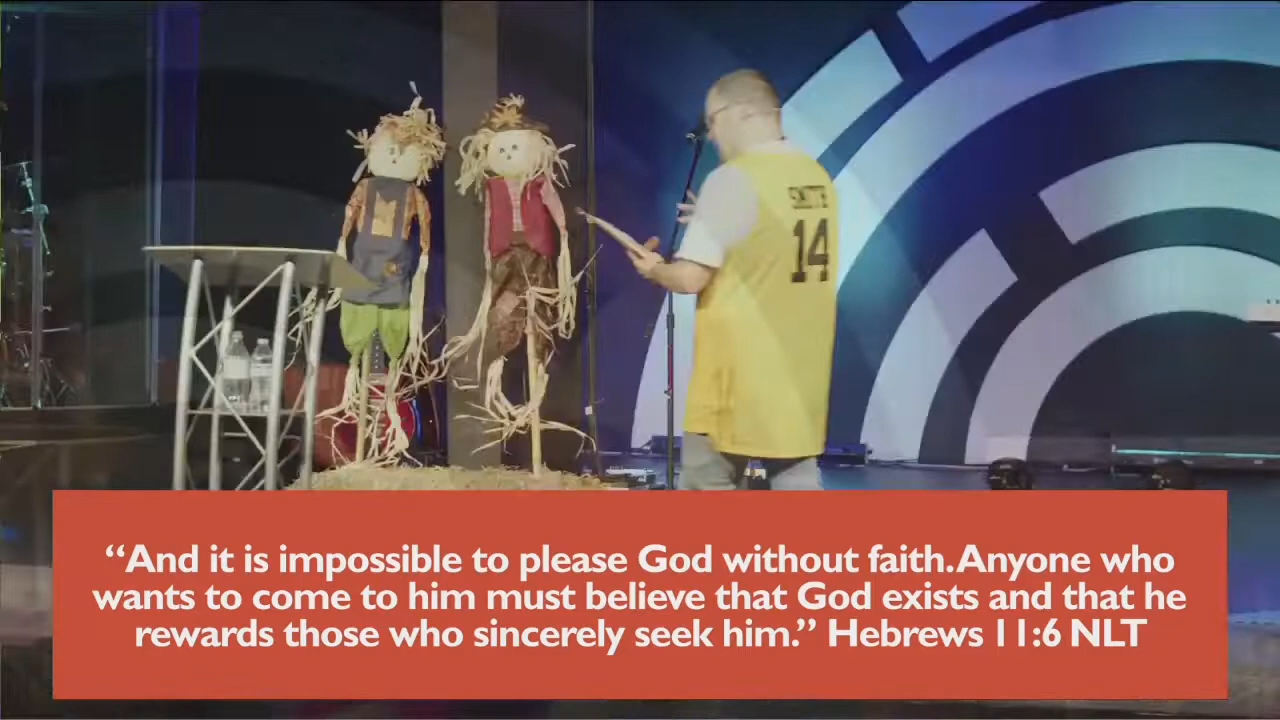 SMITH
14
“And it is impossible to please God without faith.Anyone who
wants to come to him must believe that God exists and that he
rewards those who sincerely seek him.” Hebrews 11:6 NLT